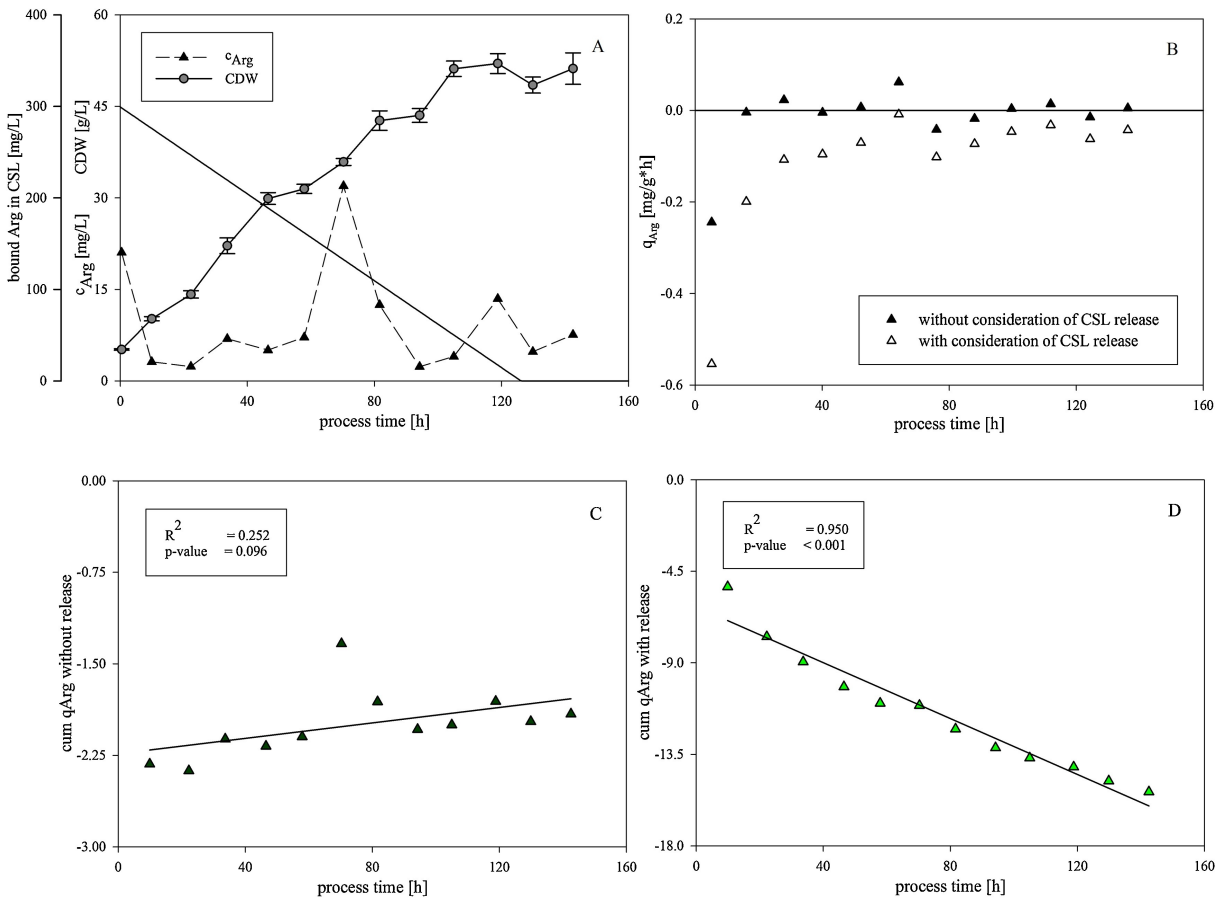 A
c_Arg
CDW
bound Arg in CSL [mg/L]
400
300
200
100
0
c_Arg [mg/L] CDW [g/L]
60
45
30
15
0
0 40 80 120 160
process time [h]
B
q_Arg [mg/g*h]
0.2
0.0
-0.2
-0.4
-0.6
without consideration of CSL release
with consideration of CSL release
0 40 80 120 160
process time [h]
C
R^2 = 0.252
p-value = 0.096
cum qArg without release
0.00
-0.75
-1.50
-2.25
-3.00
0 40 80 120 160
process time [h]
D
R^2 = 0.950
p-value < 0.001
cum qArg with release
0.0
-4.5
-9.0
-13.5
-18.0
0 40 80 120 160
process time [h]